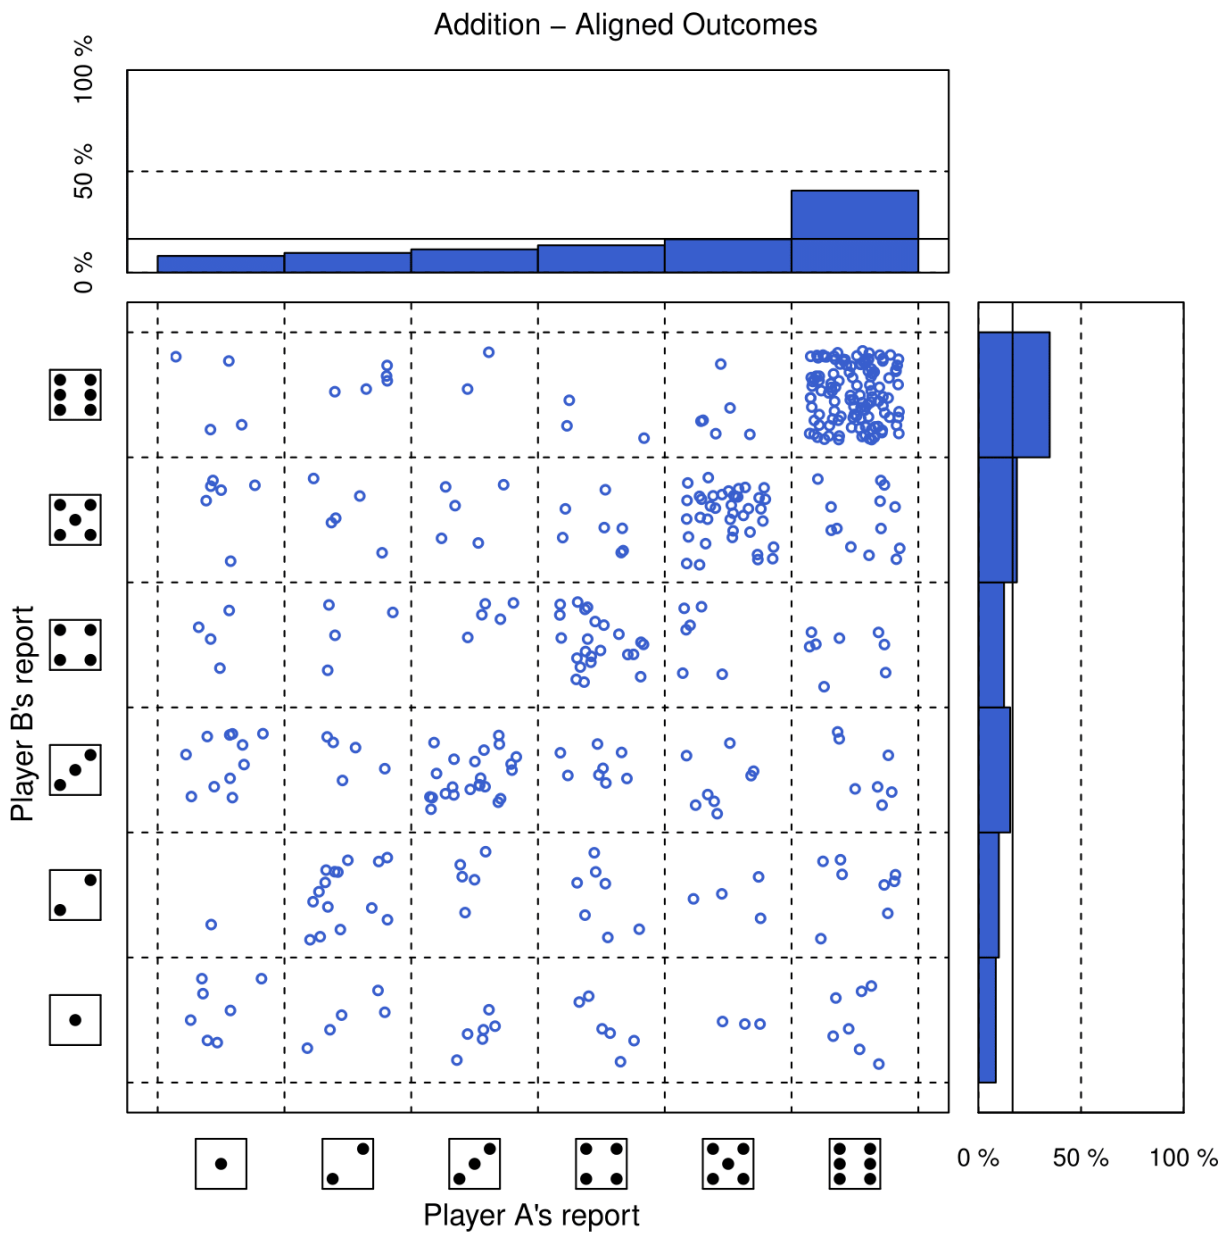 Addition – Aligned Outcomes
100 %
50 %
0 %
Player B's report
0 %
50 %
100 %
Player A's report